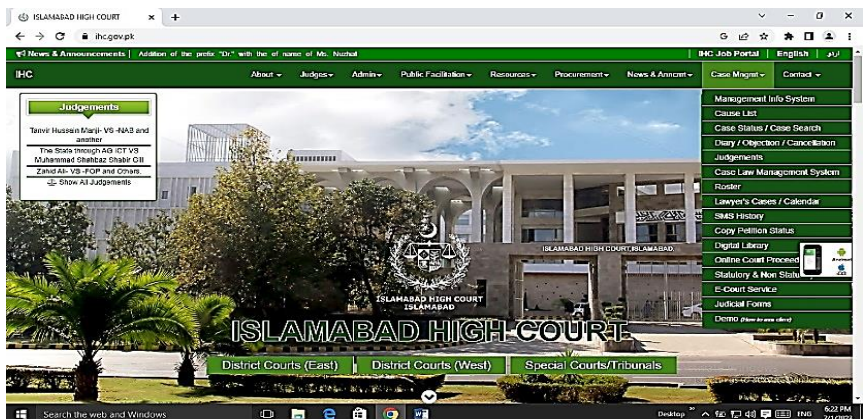 ISLAMABAD HIGH COURT
ihc.gov.pk
News & Announcements | Addition of the prefix "Dr." with the of name of Ms. Nuzhat
IHC Job Portal | English | اردو
IHC
About
Judges
Admin
Public Facilitation
Resources
Procurement
News & Anncmt
Case Mngmt
Contact
Judgements
Tanvir Hussain Manji- VS -NAB and
another
The State through AG ICT VS
Muhammad Shahbaz Shabir Gill
Zahid Ali- VS -FOP and Others.
Show All Judgements
Management Info System
Cause List
Case Status / Case Search
Diary / Objection / Cancellation
Judgements
Case Law Management System
Roster
Lawyer's Cases / Calendar
SMS History
Copy Petition Status
Digital Library
Online Court Proceed
Statutory & Non Statu
E-Court Service
Judicial Forms
Demo
Android
iOS
ISLAMABAD HIGH COURT, ISLAMABAD.
ISLAMABAD HIGH COURT
ISLAMABAD
ISLAMABAD HIGH COURT
District Courts (East)
District Courts (West)
Special Courts/Tribunals
Search the web and Windows
Desktop
ENG
6:22 PM